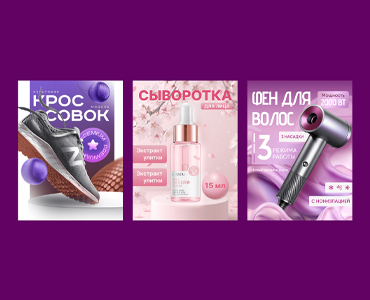 КРОС
СОВОК
N
СЫВОРОТКА
ДЛЯ ЛИЦА
Экстракт
улитки
Экстракт
улитки
15 мл
ФЕН ДЛЯ
ВОЛОС
Мощность
2000 ВТ
3 НАСАДКИ
3 РЕЖИМА
РАБОТЫ
С ИОНИЗАЦИЕЙ